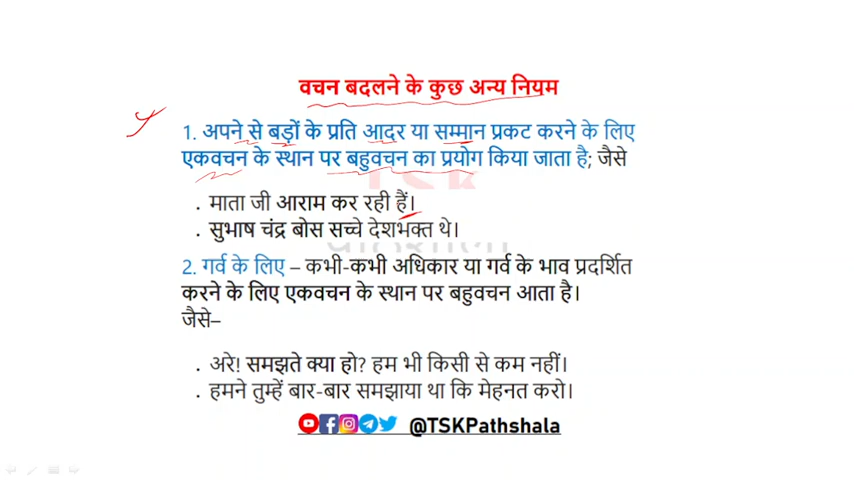 वचन बदलने के कुछ अन्य नियम
1. अपने से बड़ों के प्रति आदर या सम्मान प्रकट करने के लिए
एकवचन के स्थान पर बहुवचन का प्रयोग किया जाता है; जैसे
. माता जी आराम कर रही हैं।
. सुभाष चंद्र बोस सच्चे देशभक्त थे।
2. गर्व के लिए – कभी-कभी अधिकार या गर्व के भाव प्रदर्शित
करने के लिए एकवचन के स्थान पर बहुवचन आता है।
जैसे–
. अरे! समझते क्या हो? हम भी किसी से कम नहीं।
. हमने तुम्हें बार-बार समझाया था कि मेहनत करो।
@TSKPathshala